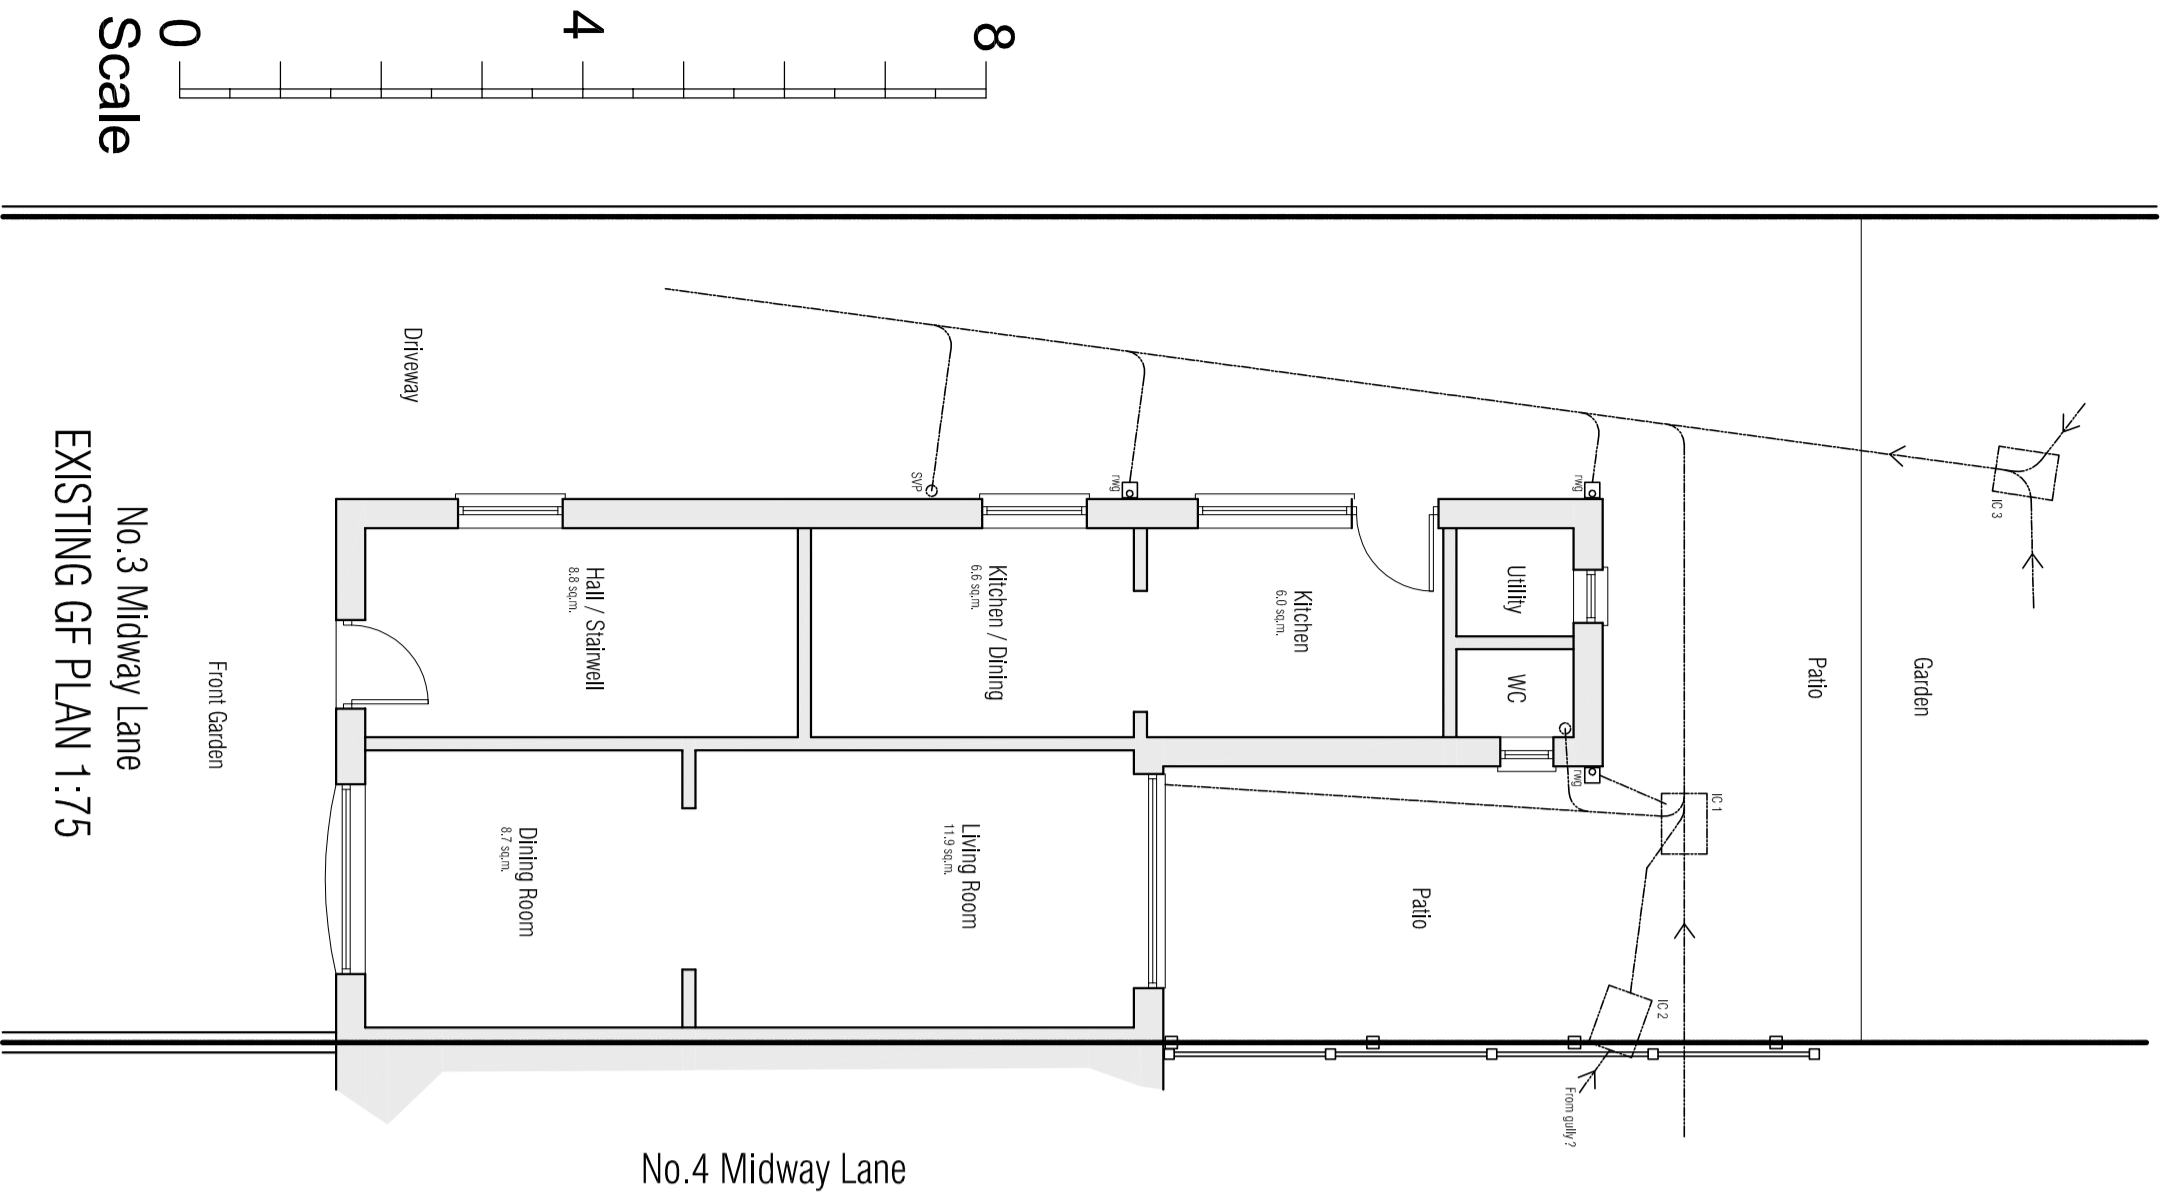 0
4
8
Scale
Driveway
SVP
rwg
rwg
IC 3
Hall / Stairwell
8.8 sq.m.
Kitchen / Dining
6.6 sq.m.
Kitchen
6.0 sq.m.
Utility
WC
rwg
IC 1
Patio
Garden
Front Garden
Dining Room
8.7 sq.m.
Living Room
11.9 sq.m.
Patio
IC 2
From gully ?
No.3 Midway Lane
EXISTING GF PLAN 1:75
No.4 Midway Lane